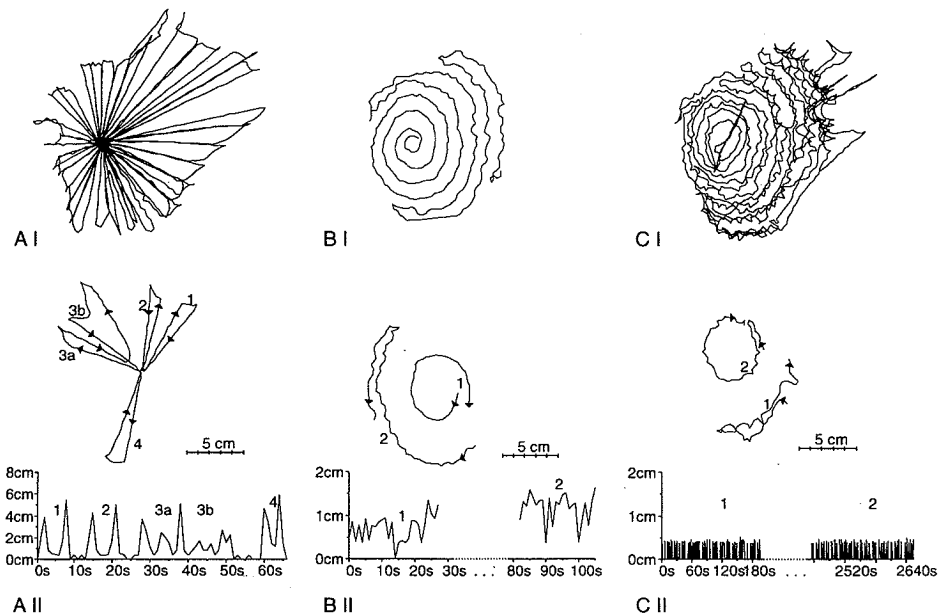 A I
B I
C I
3b
2
1
3a
4
5 cm
1
2
5 cm
2
1
5 cm
8cm
6cm
4cm
2cm
0cm
1
2
3a
3b
4
0s 10s 20s 30s 40s 50s ... 60s
2cm
1cm
0cm
1
2
0s 10s 20s 30s ... 80s 90s 100s
2cm
1cm
0cm
1
2
0s 60s 120s 180s ... 2520s 2640s
A II
B II
C II